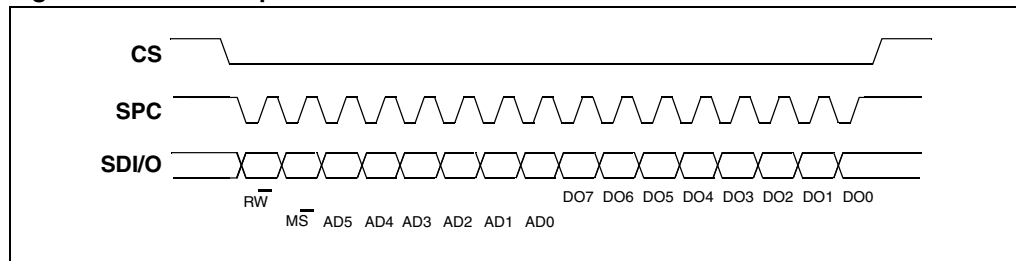 CS
SPC
SDI/O
RW DO7 DO6 DO5 DO4 DO3 DO2 DO1 DO0
MS AD5 AD4 AD3 AD2 AD1 AD0